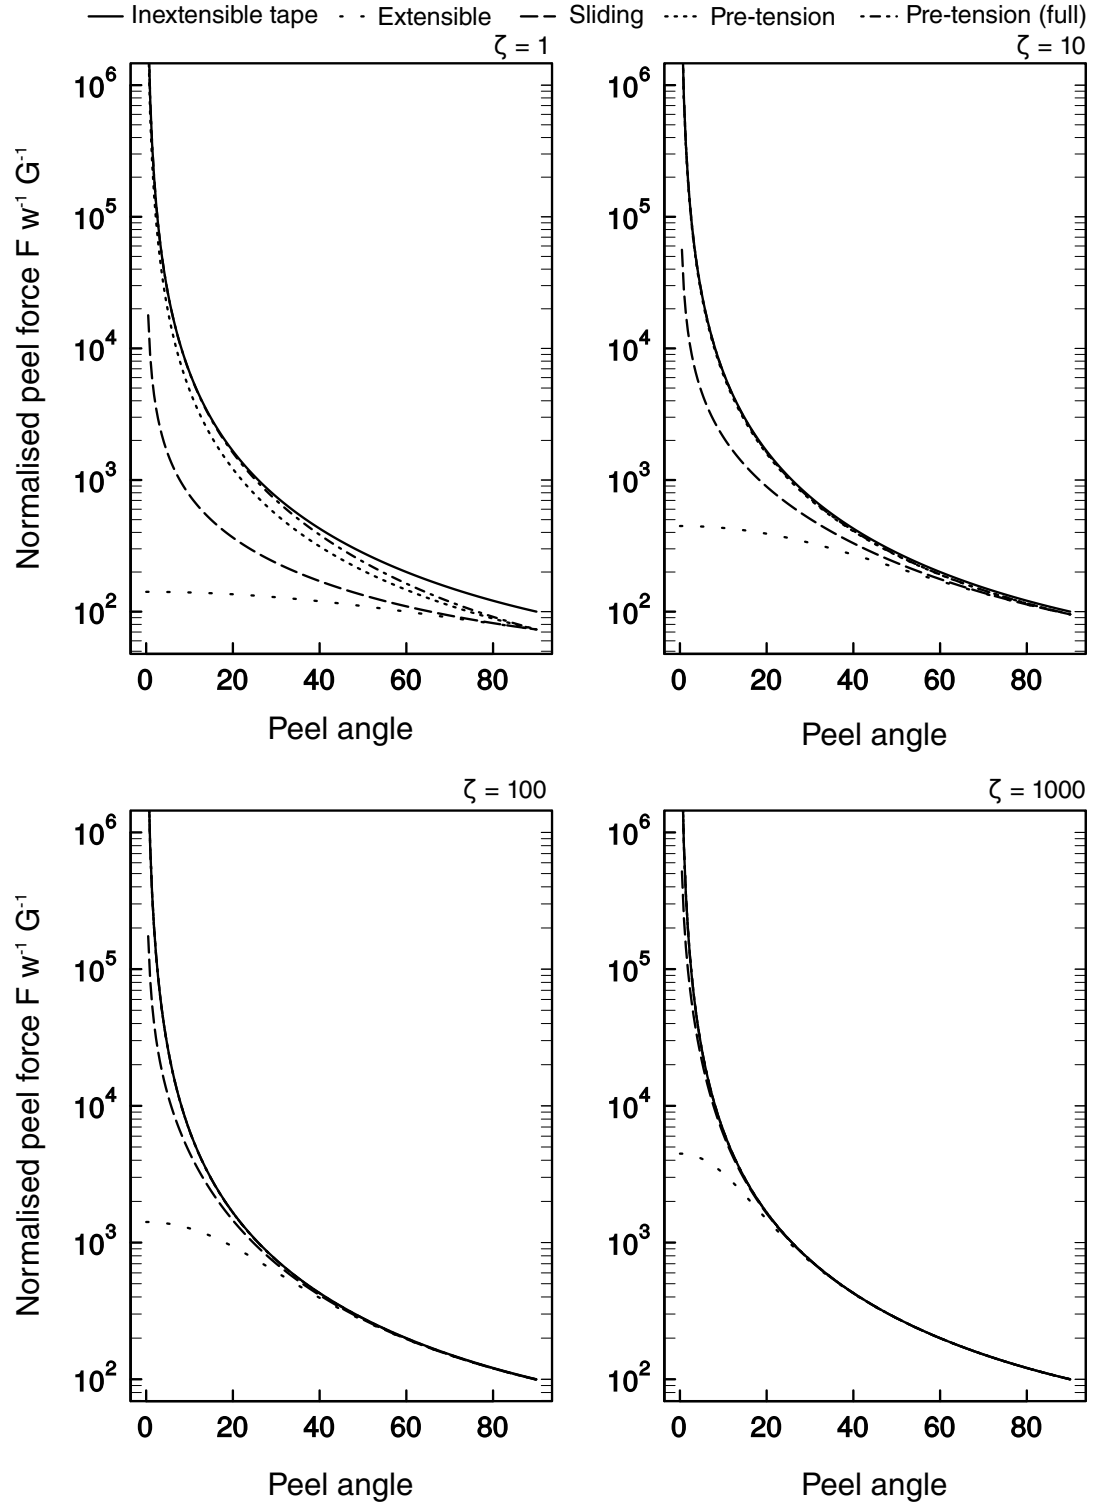 Inextensible tape Extensible Sliding Pre-tension Pre-tension (full)
ζ = 1 ζ = 10
10⁶ 10⁶
10⁵ 10⁵
10⁴ 10⁴
10³ 10³
10² 10²
Normalised peel force F w⁻¹ G⁻¹
0 20 40 60 80 0 20 40 60 80
Peel angle Peel angle
ζ = 100 ζ = 1000
10⁶ 10⁶
10⁵ 10⁵
10⁴ 10⁴
10³ 10³
10² 10²
Normalised peel force F w⁻¹ G⁻¹
0 20 40 60 80 0 20 40 60 80
Peel angle Peel angle